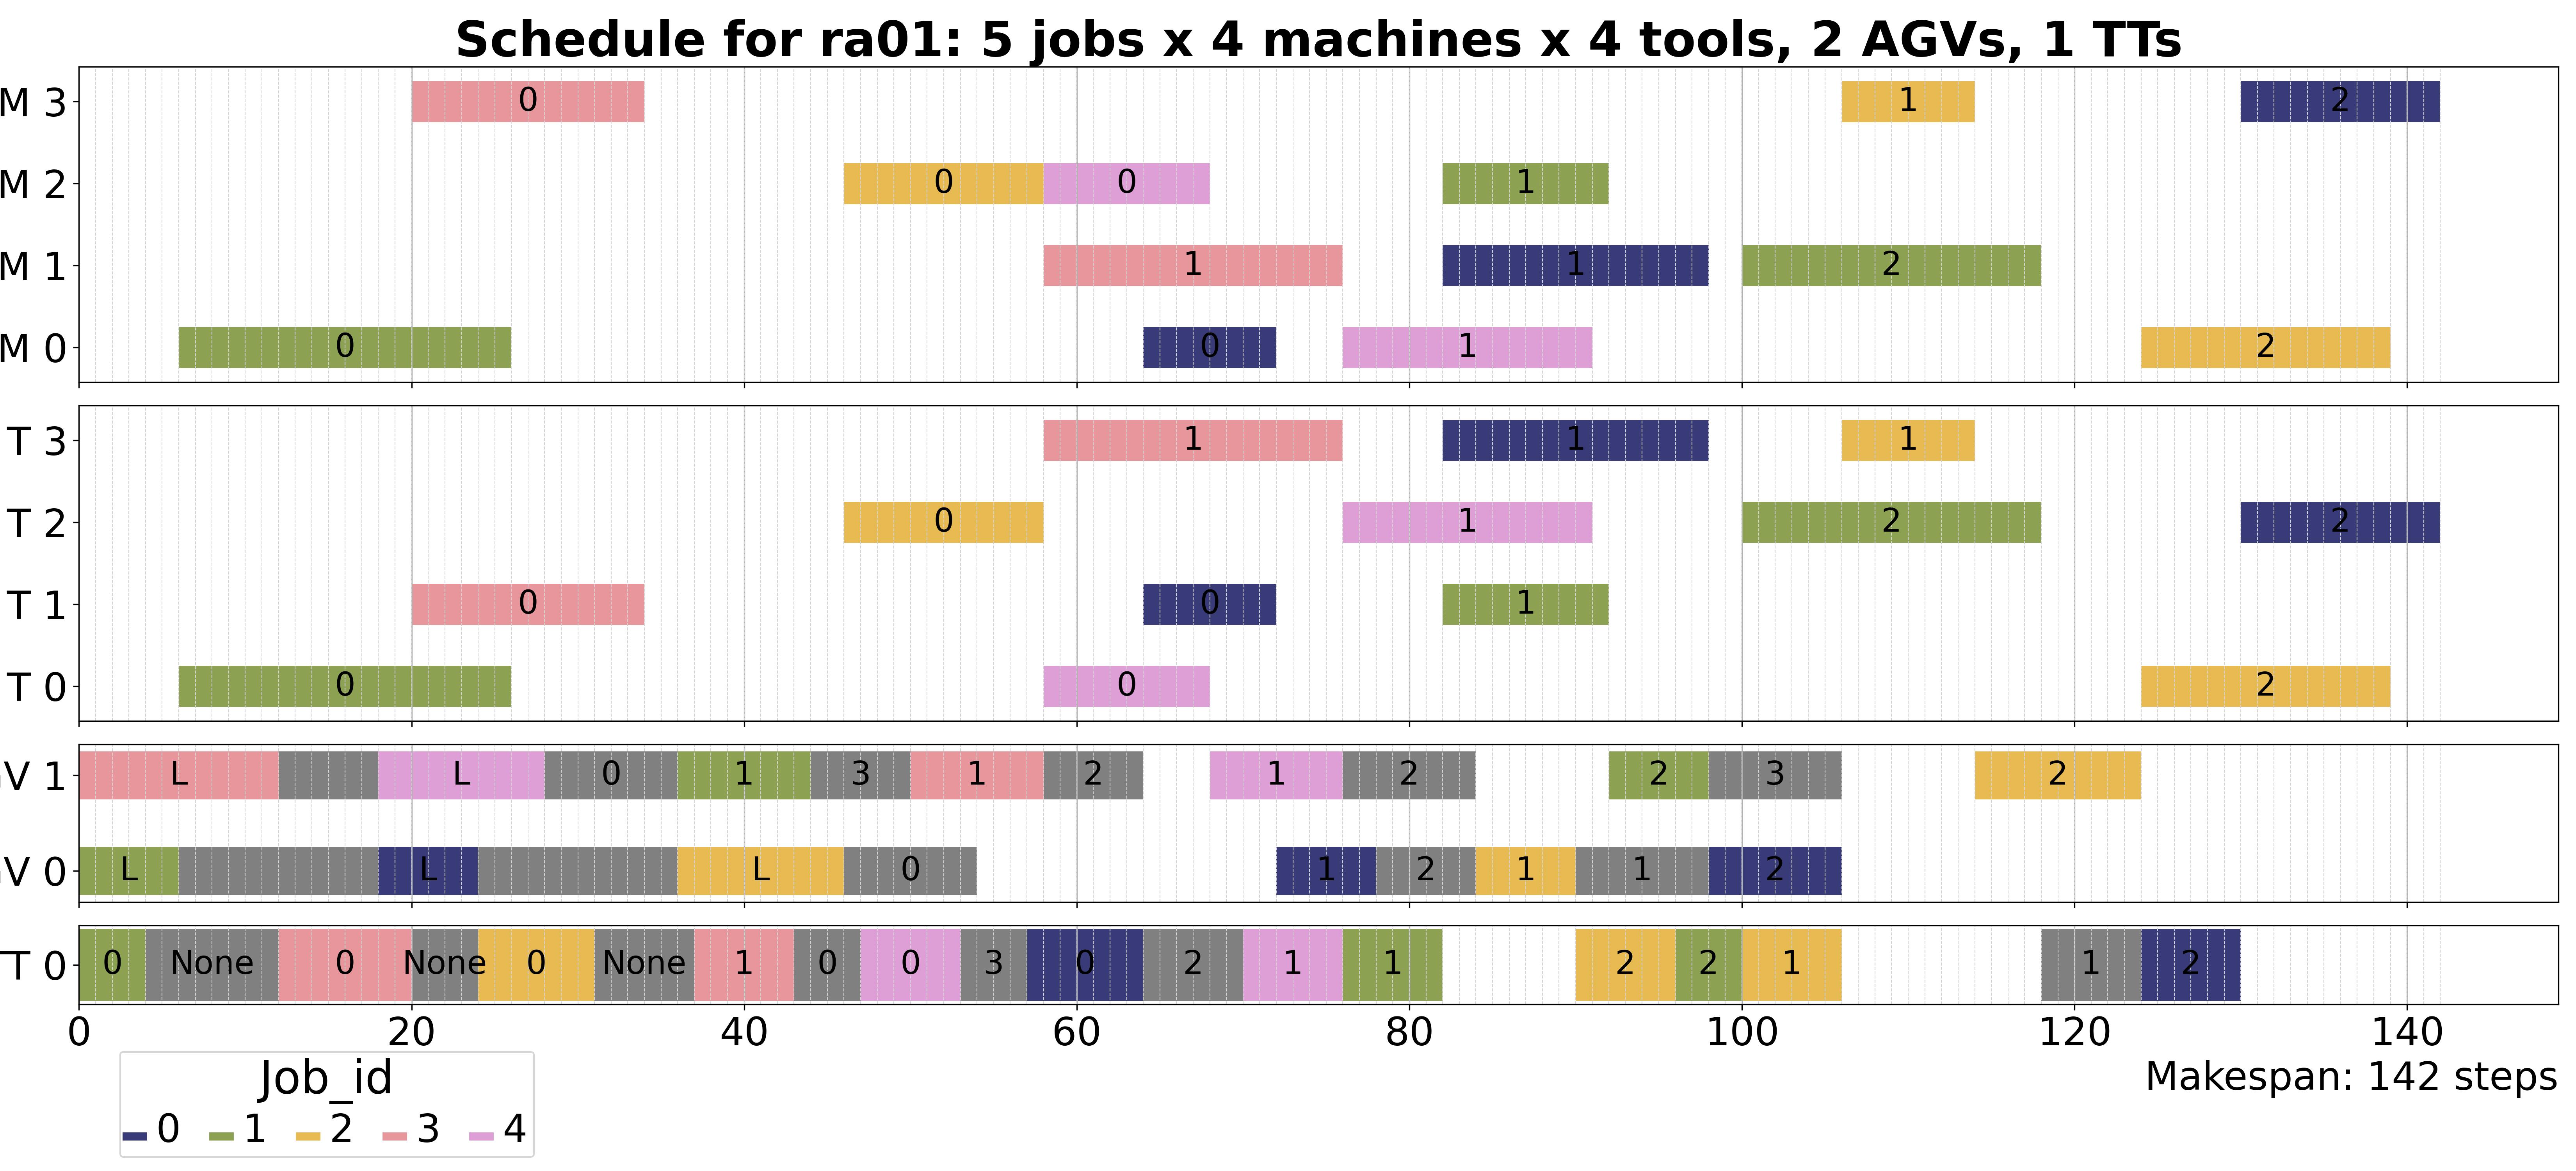 Schedule for ra01: 5 jobs x 4 machines x 4 tools, 2 AGVs, 1 TTs
M 3 0 1 2
M 2 0 0 1
M 1 1 1 2
M 0 0 0 1 2
T 3 1 1 1
T 2 0 1 2 2
T 1 0 0 1
T 0 0 0 2
V 1 L L 0 1 3 1 2 1 2 2 3 2
V 0 L L L 0 1 2 1 1 2
T 0 0 None 0 None 0 None 1 0 0 3 0 2 1 1 2 2 1 1 2
0 20 40 60 80 100 120 140
Makespan: 142 steps
Job_id
0 1 2 3 4